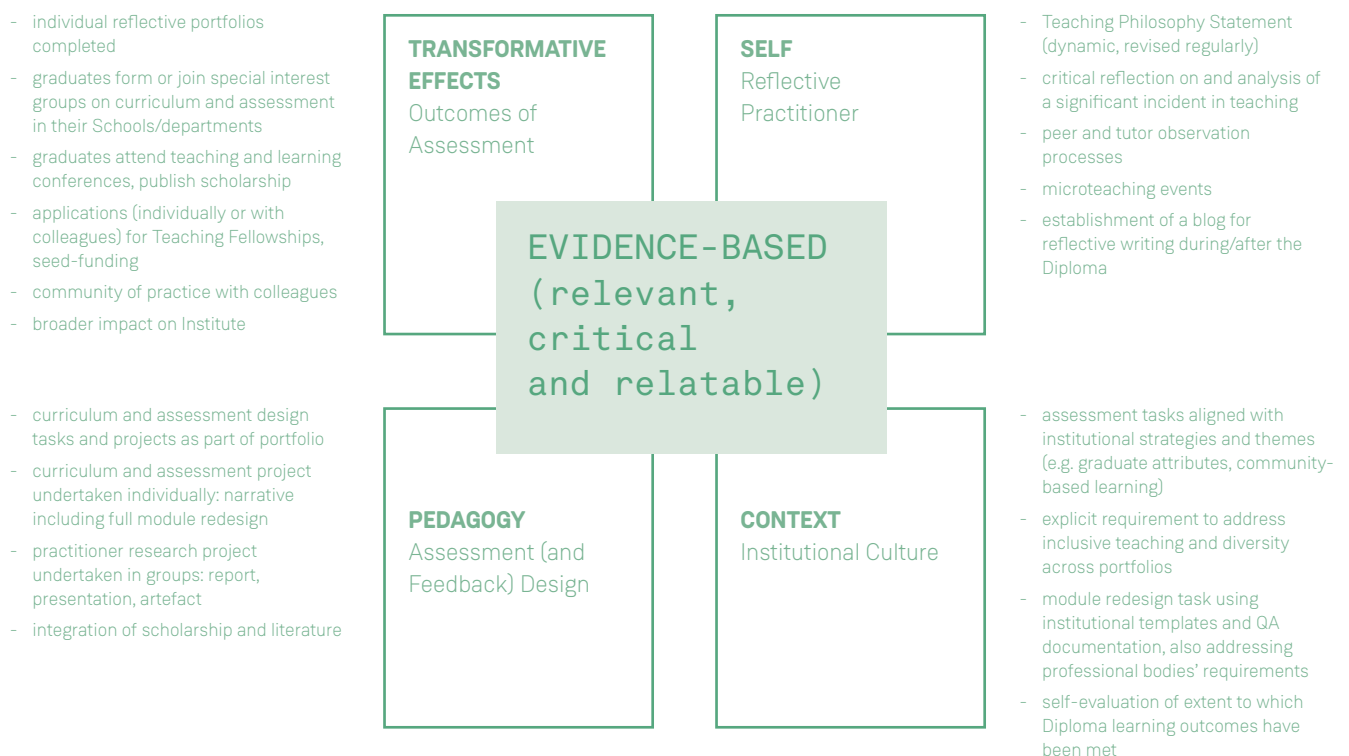 - individual reflective portfolios
completed
- graduates form or join special interest
groups on curriculum and assessment
in their Schools/departments
- graduates attend teaching and learning
conferences, publish scholarship
- applications (individually or with
colleagues) for Teaching Fellowships,
seed-funding
- community of practice with colleagues
- broader impact on Institute
TRANSFORMATIVE
EFFECTS
Outcomes of
Assessment
SELF
Reflective
Practitioner
- Teaching Philosophy Statement
(dynamic, revised regularly)
- critical reflection on and analysis of
a significant incident in teaching
- peer and tutor observation
processes
- microteaching events
- establishment of a blog for
reflective writing during/after the
Diploma
EVIDENCE-BASED
(relevant,
critical
and relatable)
- curriculum and assessment design
tasks and projects as part of portfolio
- curriculum and assessment project
undertaken individually: narrative
including full module redesign
- practitioner research project
undertaken in groups: report,
presentation, artefact
- integration of scholarship and literature
PEDAGOGY
Assessment (and
Feedback) Design
CONTEXT
Institutional Culture
- assessment tasks aligned with
institutional strategies and themes
(e.g. graduate attributes, community-
based learning)
- explicit requirement to address
inclusive teaching and diversity
across portfolios
- module redesign task using
institutional templates and QA
documentation, also addressing
professional bodies' requirements
- self-evaluation of extent to which
Diploma learning outcomes have
been met